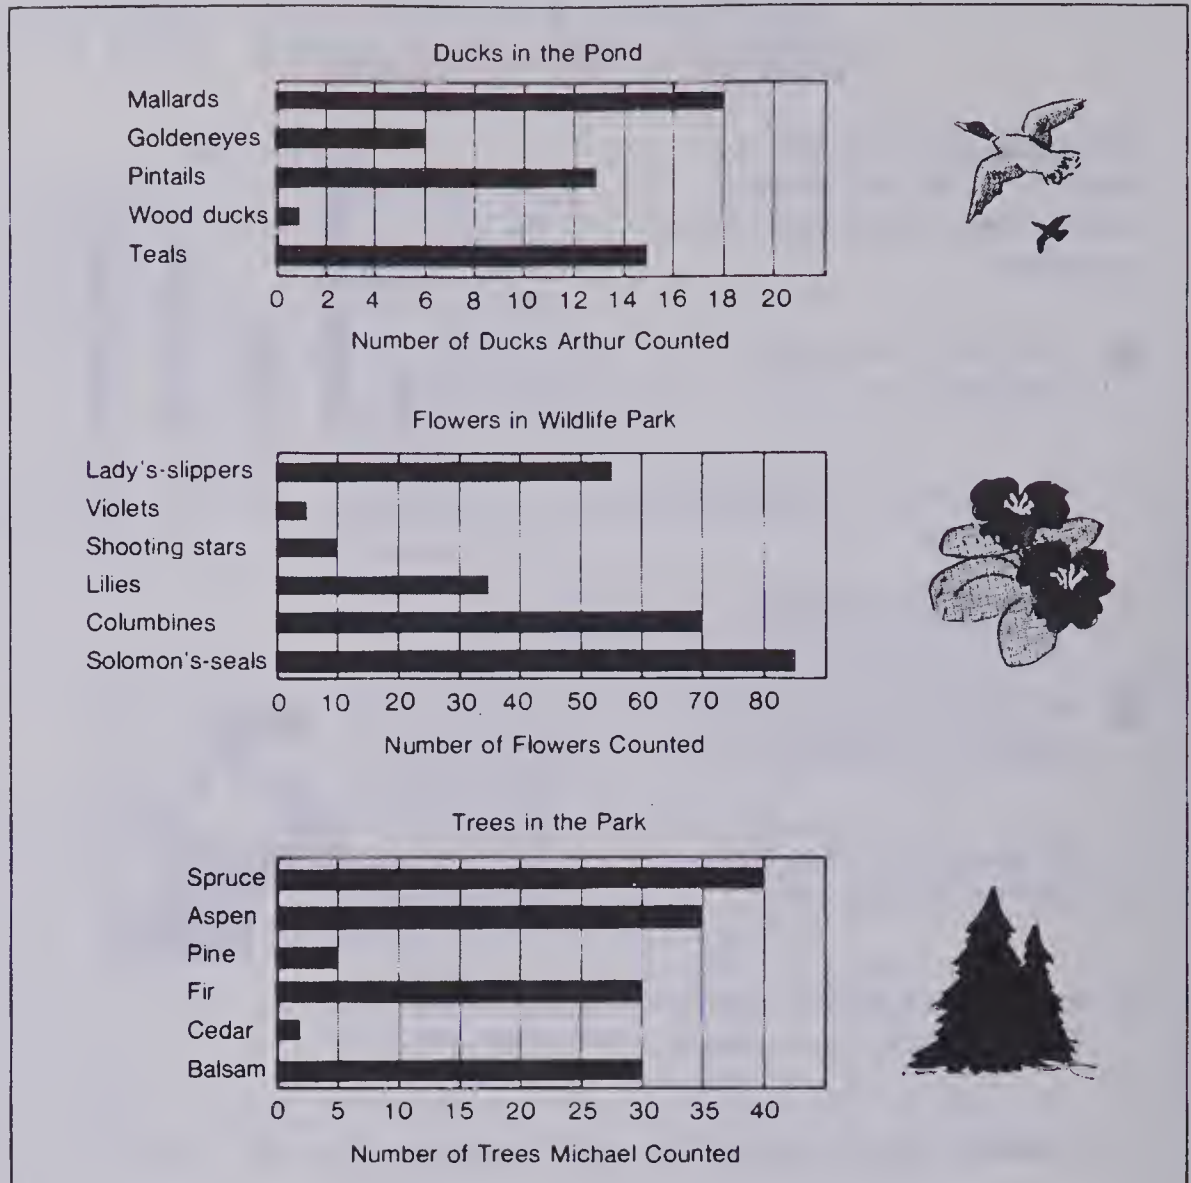 Ducks in the Pond
Mallards
Goldeneyes
Pintails
Wood ducks
Teals
0 2 4 6 8 10 12 14 16 18 20
Number of Ducks Arthur Counted
Flowers in Wildlife Park
Lady's-slippers
Violets
Shooting stars
Lilies
Columbines
Solomon's-seals
0 10 20 30 40 50 60 70 80
Number of Flowers Counted
Trees in the Park
Spruce
Aspen
Pine
Fir
Cedar
Balsam
0 5 10 15 20 25 30 35 40
Number of Trees Michael Counted